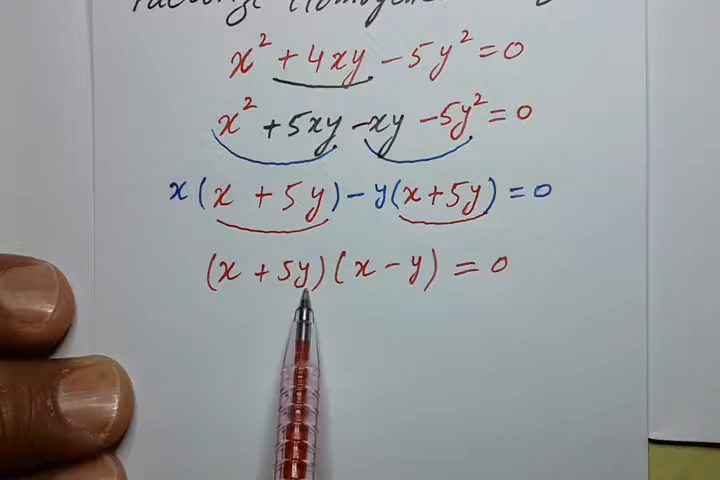 x² + 4xy - 5y² = 0
x² + 5xy - xy - 5y² = 0
x(x + 5y) - y(x + 5y) = 0
(x + 5y)(x - y) = 0